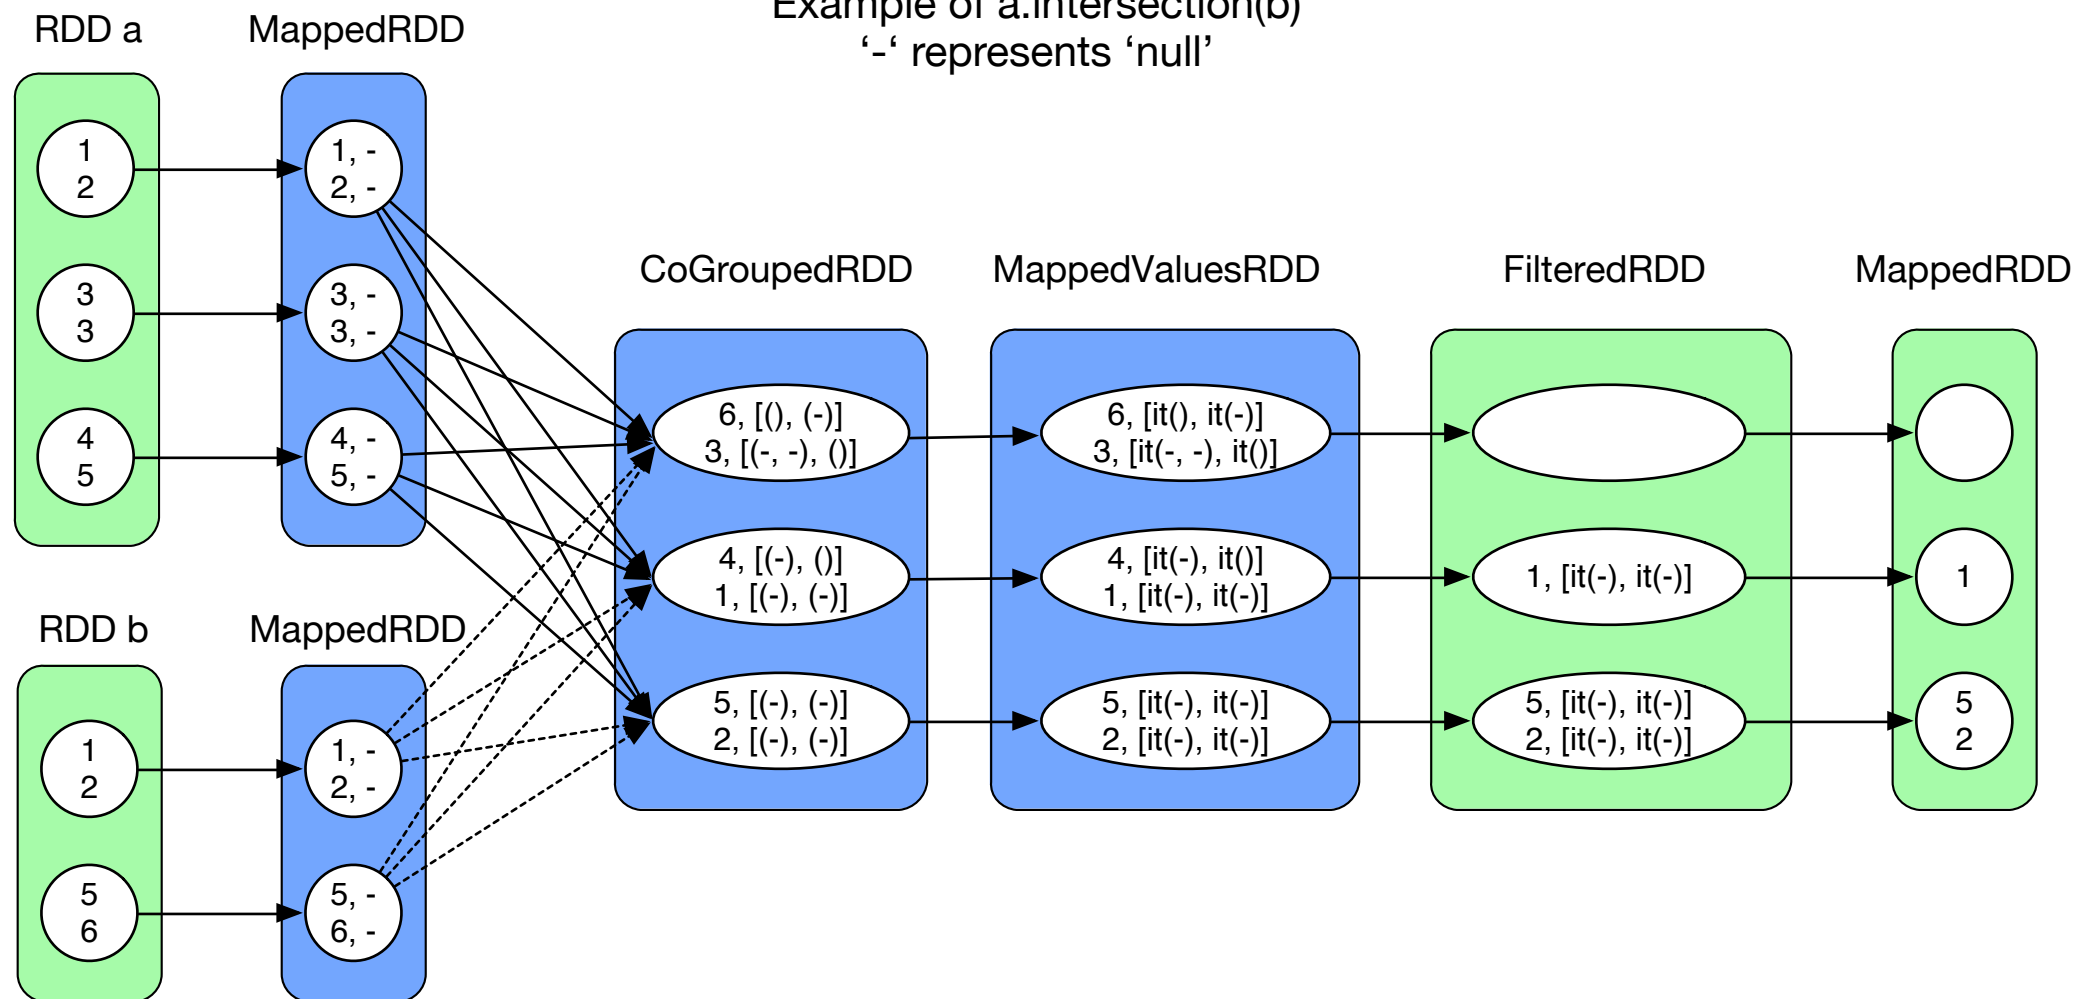 Example of a.intersection(b)
‘-‘ represents ‘null’
RDD a
1
2
3
3
4
5
MappedRDD
1, -
2, -
3, -
3, -
4, -
5, -
RDD b
1
2
5
6
MappedRDD
1, -
2, -
5, -
6, -
CoGroupedRDD
6, [(), (-)]
3, [(-, -), ()]
4, [(-), ()]
1, [(-), (-)]
5, [(-), (-)]
2, [(-), (-)]
MappedValuesRDD
6, [it(), it(-)]
3, [it(-, -), it()]
4, [it(-), it()]
1, [it(-), it(-)]
5, [it(-), it(-)]
2, [it(-), it(-)]
FilteredRDD
1, [it(-), it(-)]
5, [it(-), it(-)]
2, [it(-), it(-)]
MappedRDD
1
5
2